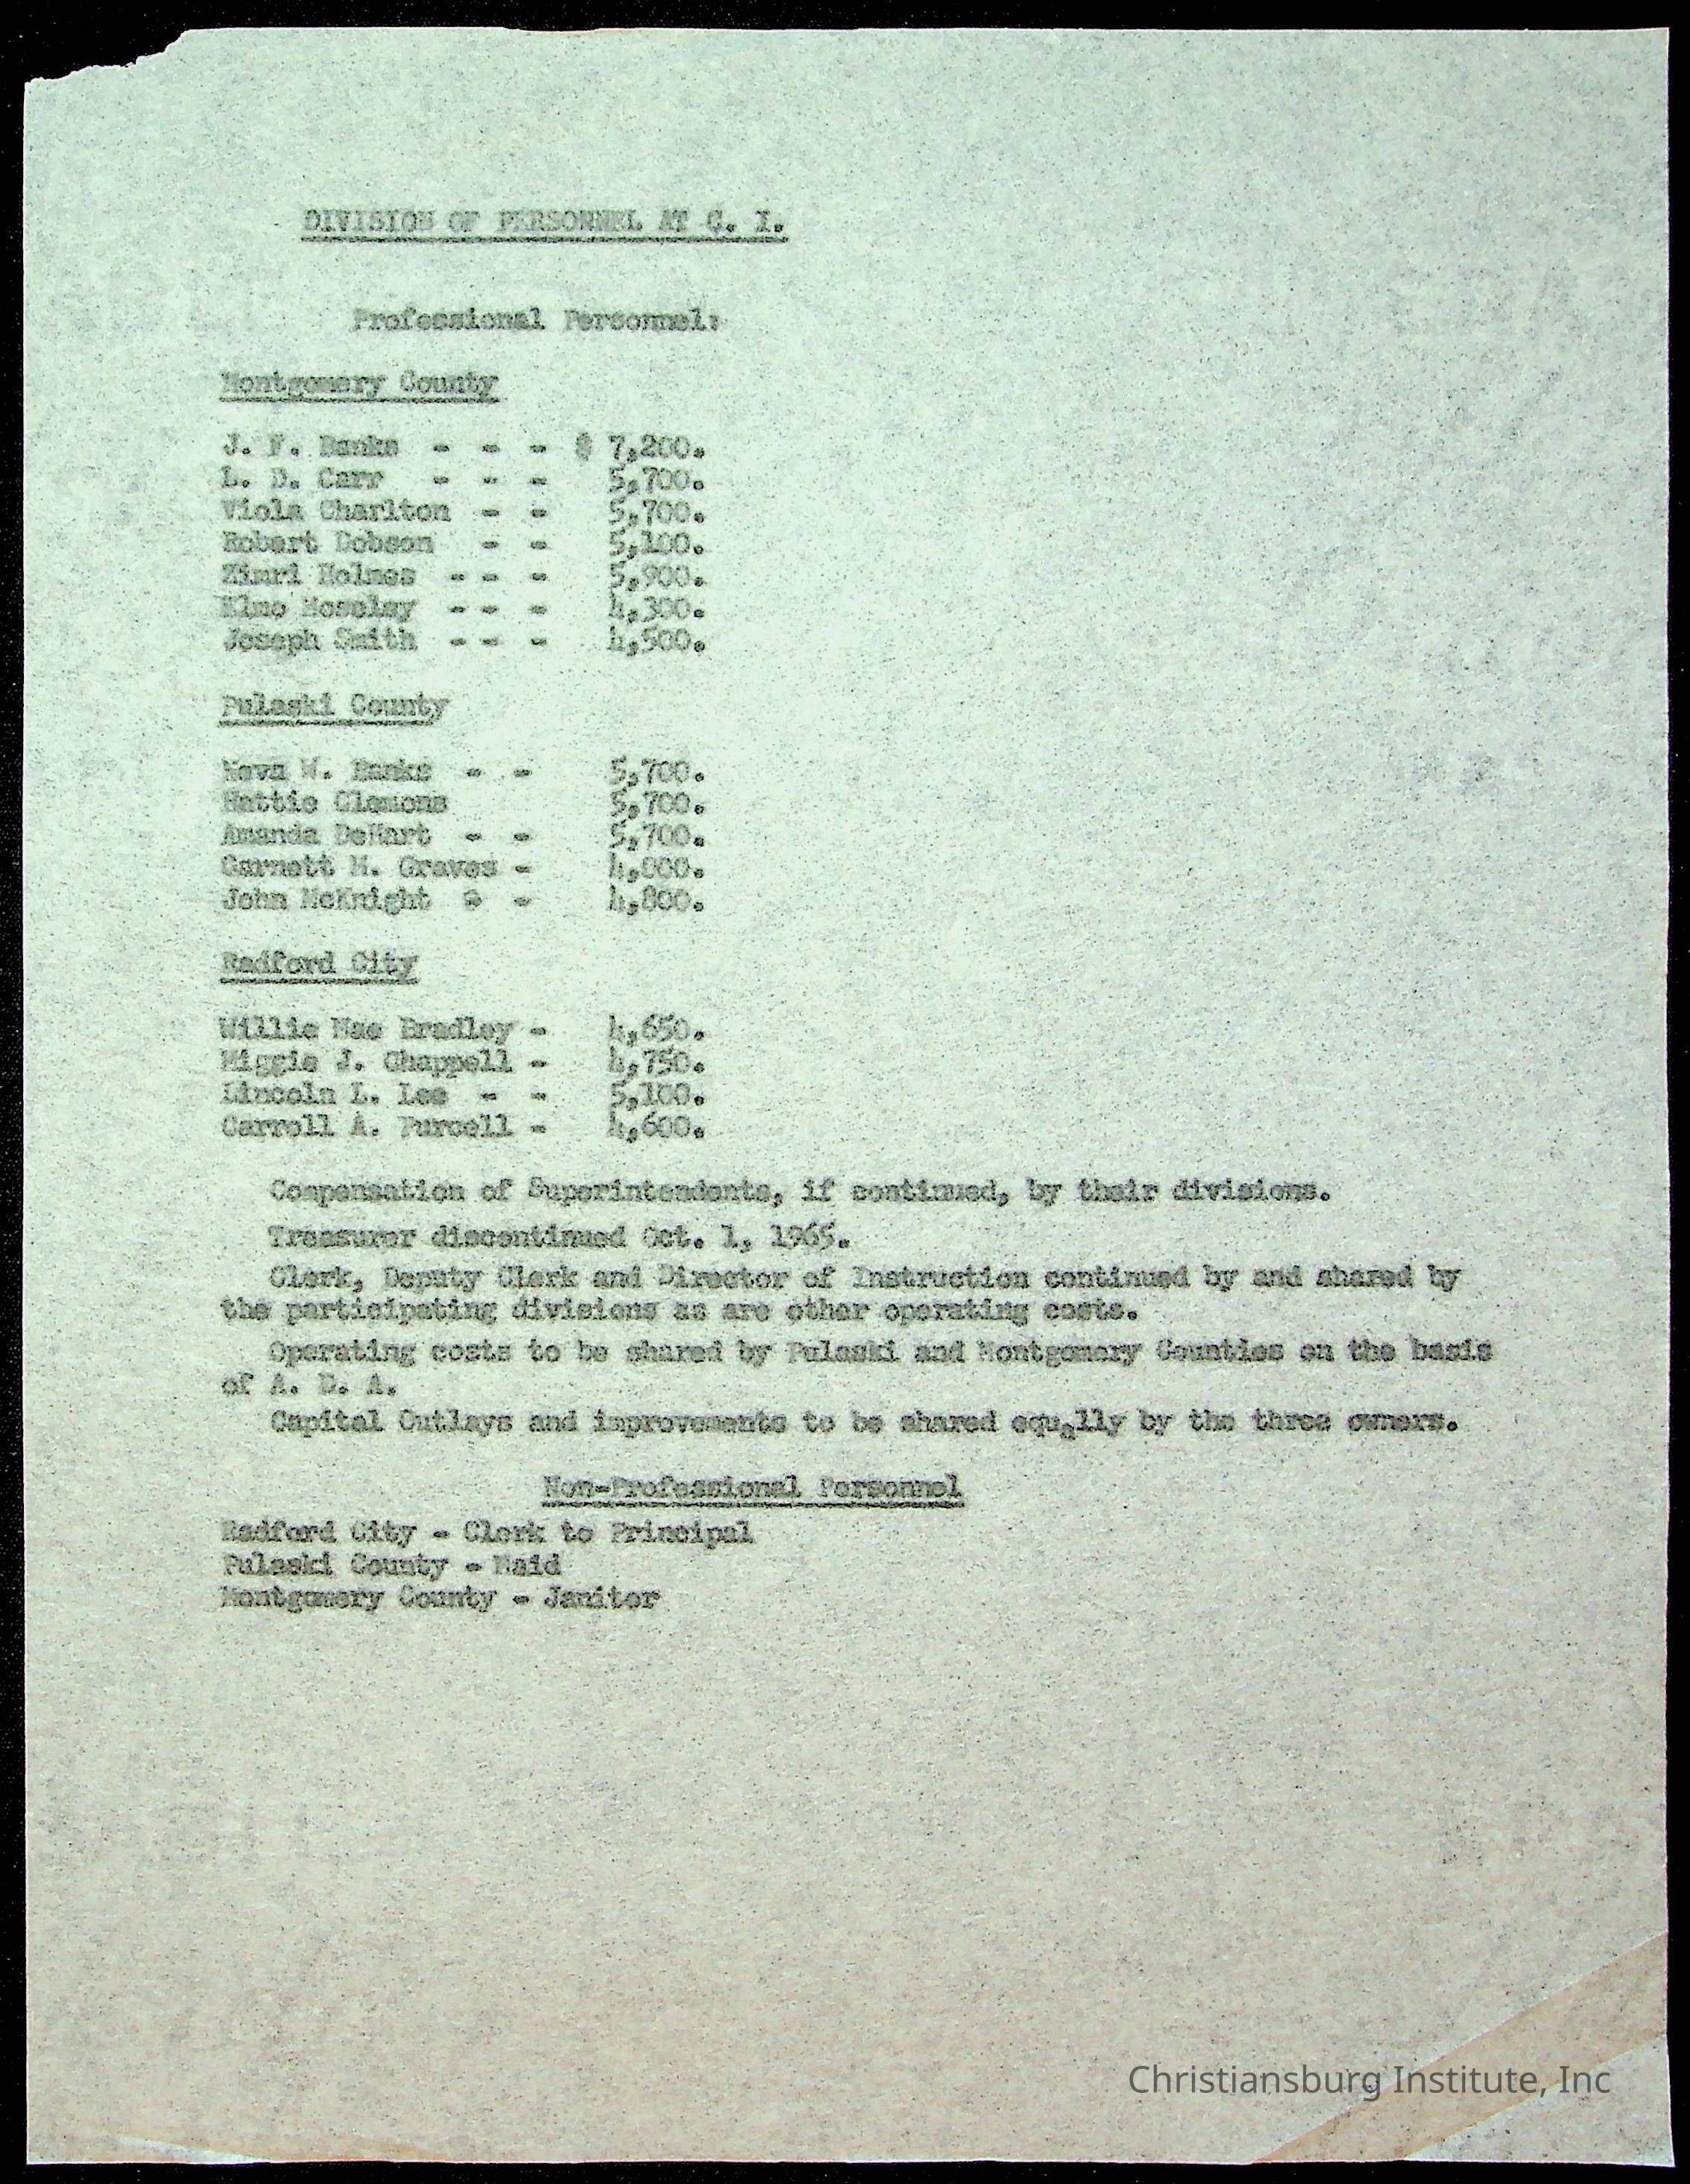 DIVISION OF PERSONNEL AT C. I.
Professional Personnel:
Montgomery County
J. F. Banks - - - $ 7,200.
L. D. Carr - - - 5,700.
Viola Charlton - - 5,700.
Robert Dobson - - 5,100.
Zimri Holmes - - - 5,900.
Elmo Moseley - - - 4,300.
Joseph Smith - - - 4,500.
Pulaski County
Neva W. Banks - - 5,700.
Hattie Clemons 5,700.
Amanda DeHart - - 5,700.
Garnett M. Graves - 4,000.
John McKnight - - 4,800.
Radford City
Willie Mae Bradley - 4,650.
J. Chappell - 4,750.
Lincoln L. Lee - - 5,100.
Carroll A. Purcell - 4,600.
Compensation of Superintendents, if continued, by their divisions.
Treasurer discontinued Oct. 1, 1965.
Clerk, Deputy Clerk and Director of Instruction continued by and shared by
the participating divisions as are other operating costs.
Operating costs to be shared by Pulaski and Montgomery Counties on the basis
of A. D. A.
Capital Outlays and improvements to be shared equally by the three owners.
Non-Professional Personnel
Radford City - Clerk to Principal
Pulaski County - Maid
Montgomery County - Janitor
Christiansburg Institute, Inc